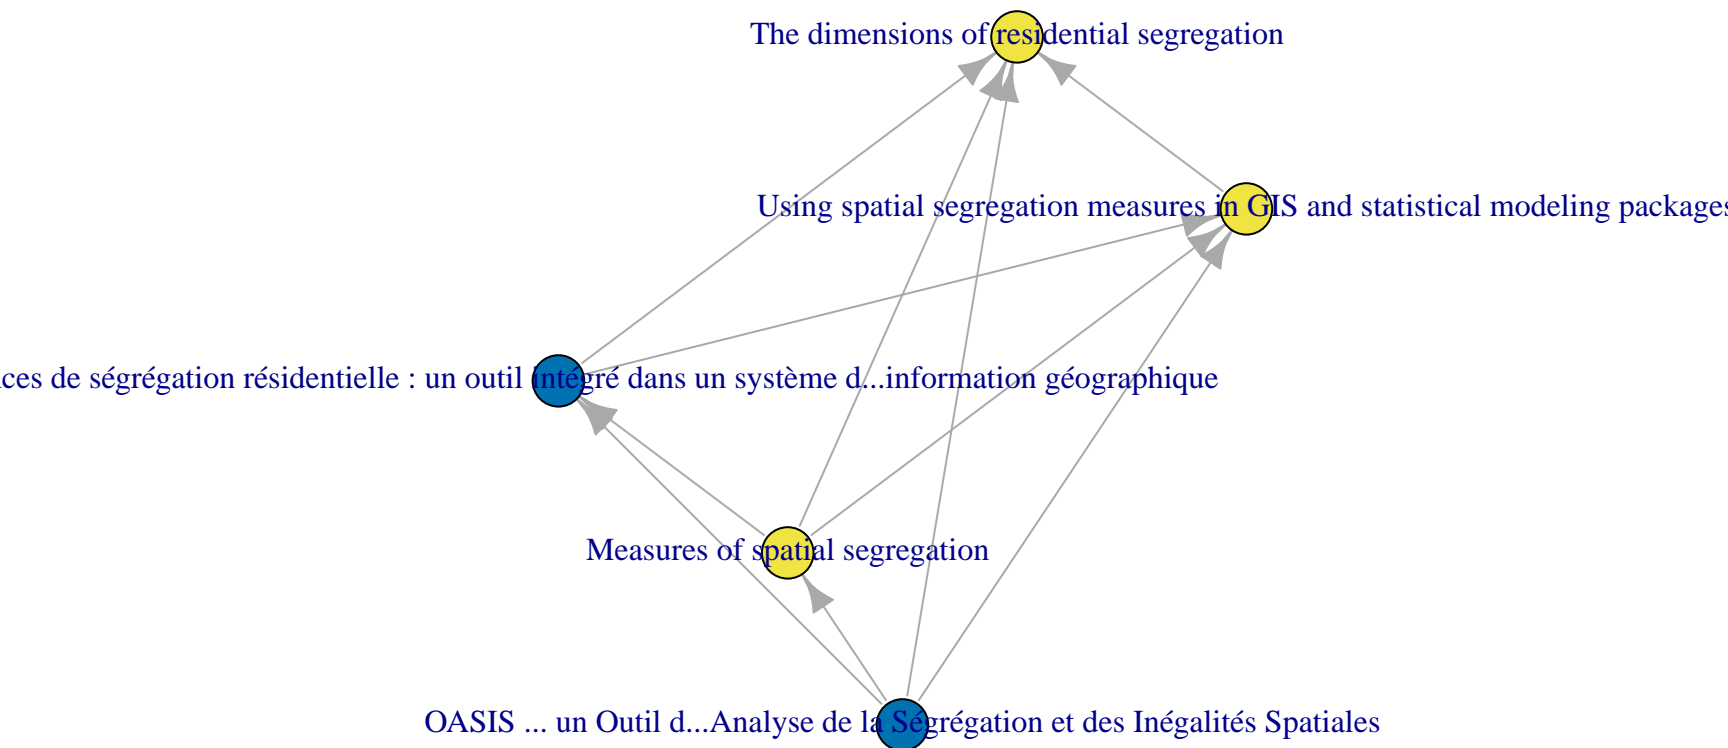 The dimensions of residential segregation
Using spatial segregation measures in GIS and statistical modeling packages
ces de ségrégation résidentielle : un outil intégré dans un système d...information géographique
Measures of spatial segregation
OASIS ... un Outil d...Analyse de la Ségrégation et des Inégalités Spatiales